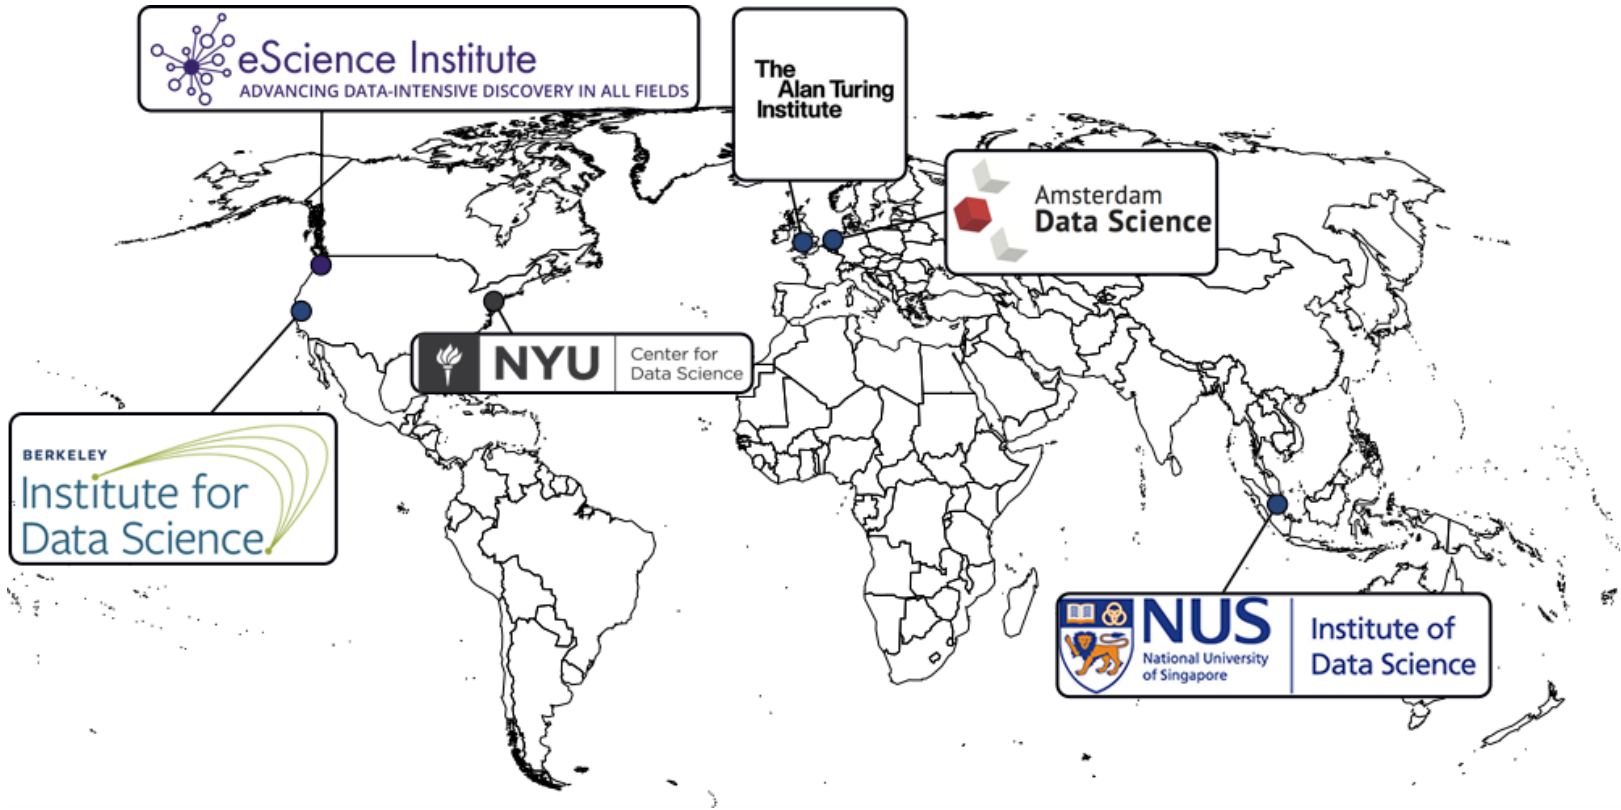 eScience Institute
ADVANCING DATA-INTENSIVE DISCOVERY IN ALL FIELDS
The
Alan Turing
Institute
Amsterdam
Data Science
NYU
Center for
Data Science
BERKELEY
Institute for
Data Science
NUS
National University
of Singapore
Institute of
Data Science